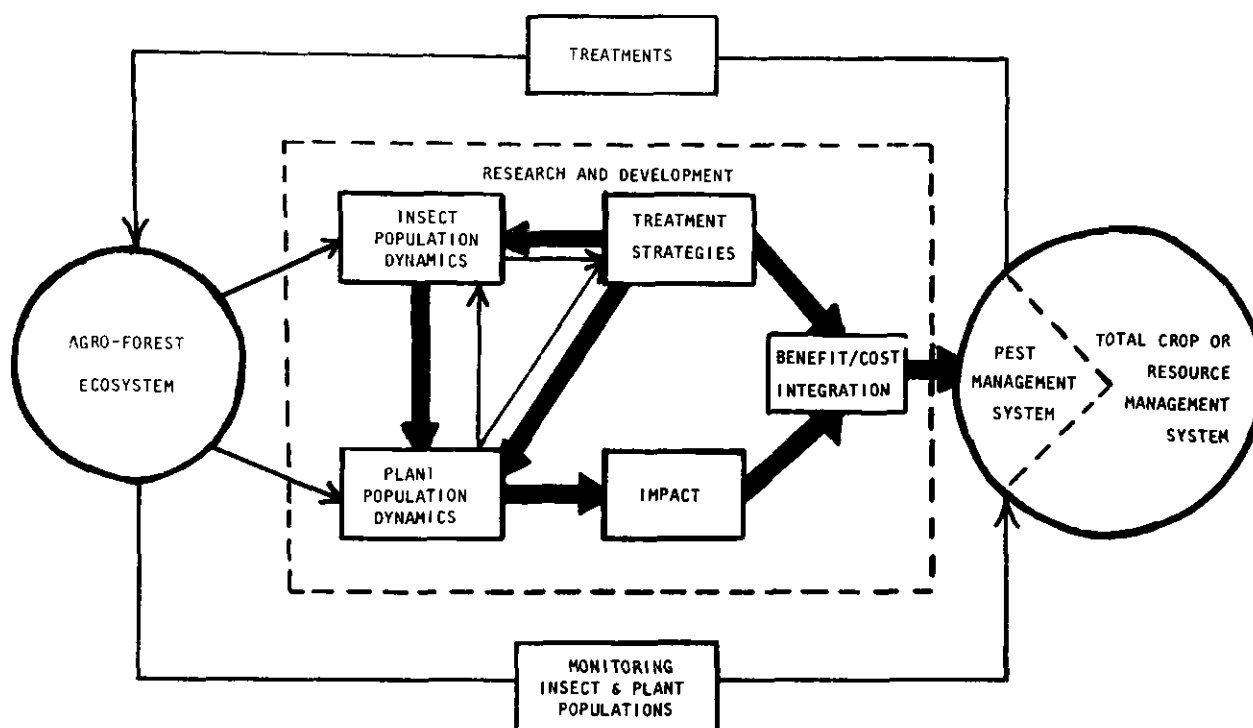 TREATMENTS
RESEARCH AND DEVELOPMENT
INSECT
POPULATION
DYNAMICS
TREATMENT
STRATEGIES
AGRO-FOREST
ECOSYSTEM
BENEFIT/COST
INTEGRATION
PEST
MANAGEMENT
SYSTEM
TOTAL CROP OR
RESOURCE
MANAGEMENT
SYSTEM
PLANT
POPULATION
DYNAMICS
IMPACT
MONITORING
INSECT & PLANT
POPULATIONS